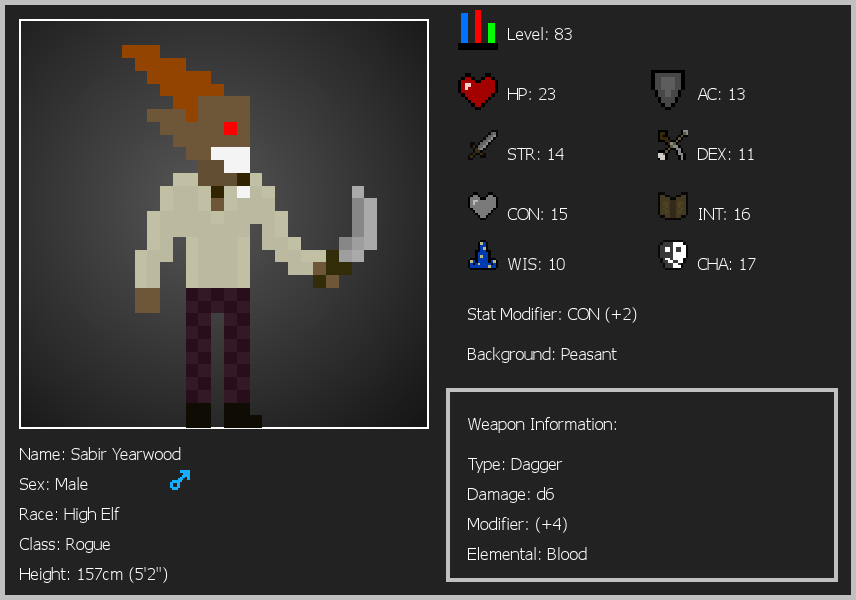 Level: 83
HP: 23
AC: 13
STR: 14
DEX: 11
CON: 15
INT: 16
WIS: 10
CHA: 17
Stat Modifier: CON (+2)
Background: Peasant
Weapon Information:
Type: Dagger
Damage: d6
Modifier: (+4)
Elemental: Blood
Name: Sabir Yearwood
Sex: Male
Race: High Elf
Class: Rogue
Height: 157cm (5'2")